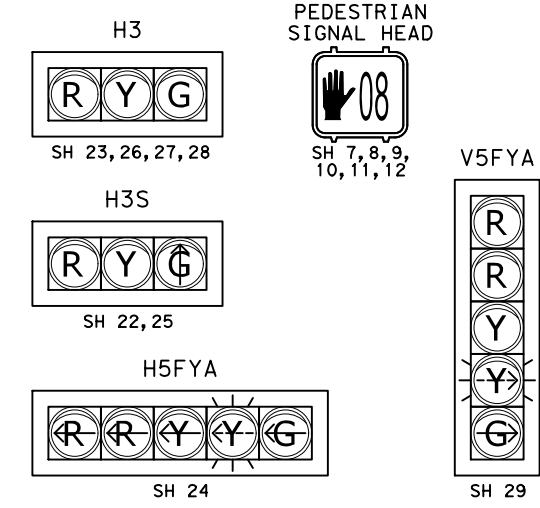 H3
R Y G
SH 23,26,27,28
PEDESTRIAN
SIGNAL HEAD
08
SH 7,8,9,
10,11,12
H3S
R Y G
SH 22,25
H5FYA
R R Y Y G
SH 24
V5FYA
R
R
Y
Y
G
SH 29